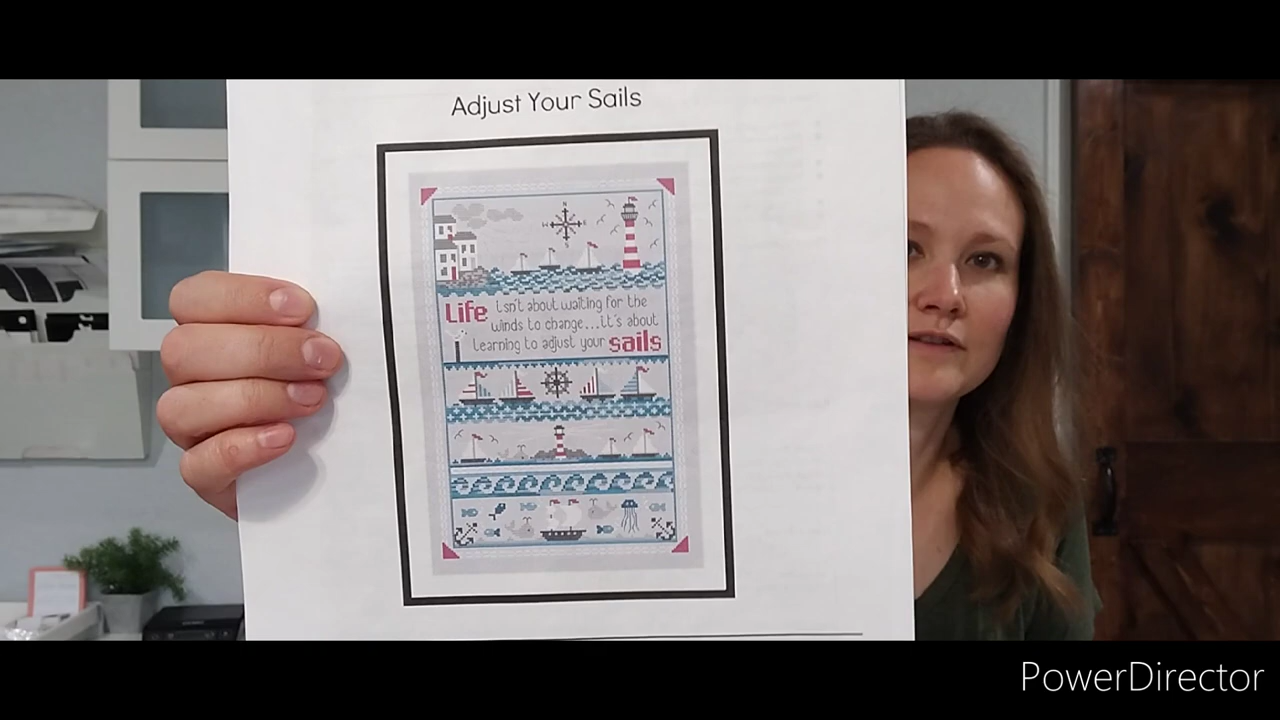 Adjust Your Sails
N
Life isn't about waiting for the
winds to change...it's about
learning to adjust your sails
PowerDirector